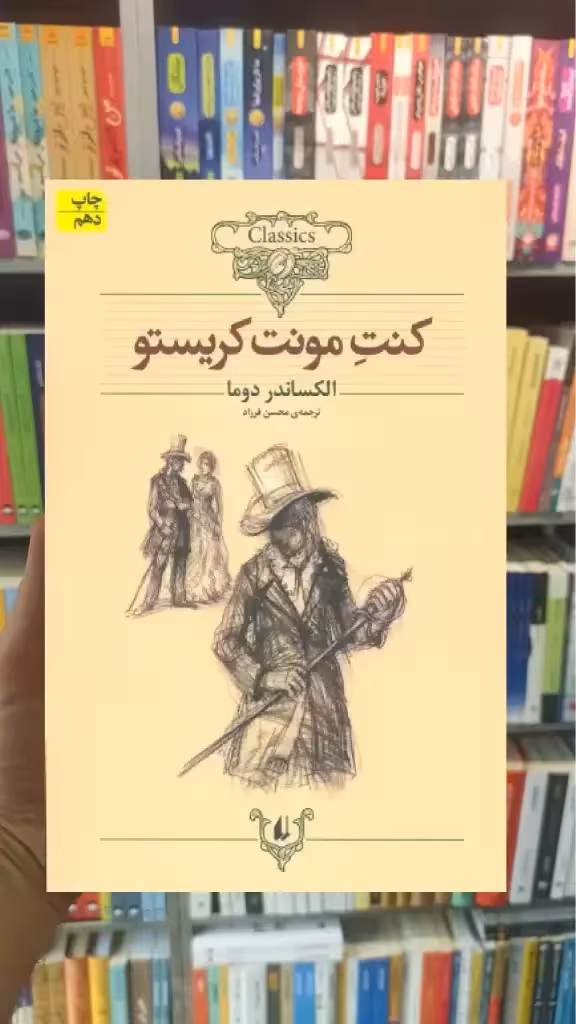 چاپ
دهم
Classics
کنتِ مونت کریستو
الکساندر دوما
ترجمه‌ی محسن فرزاد